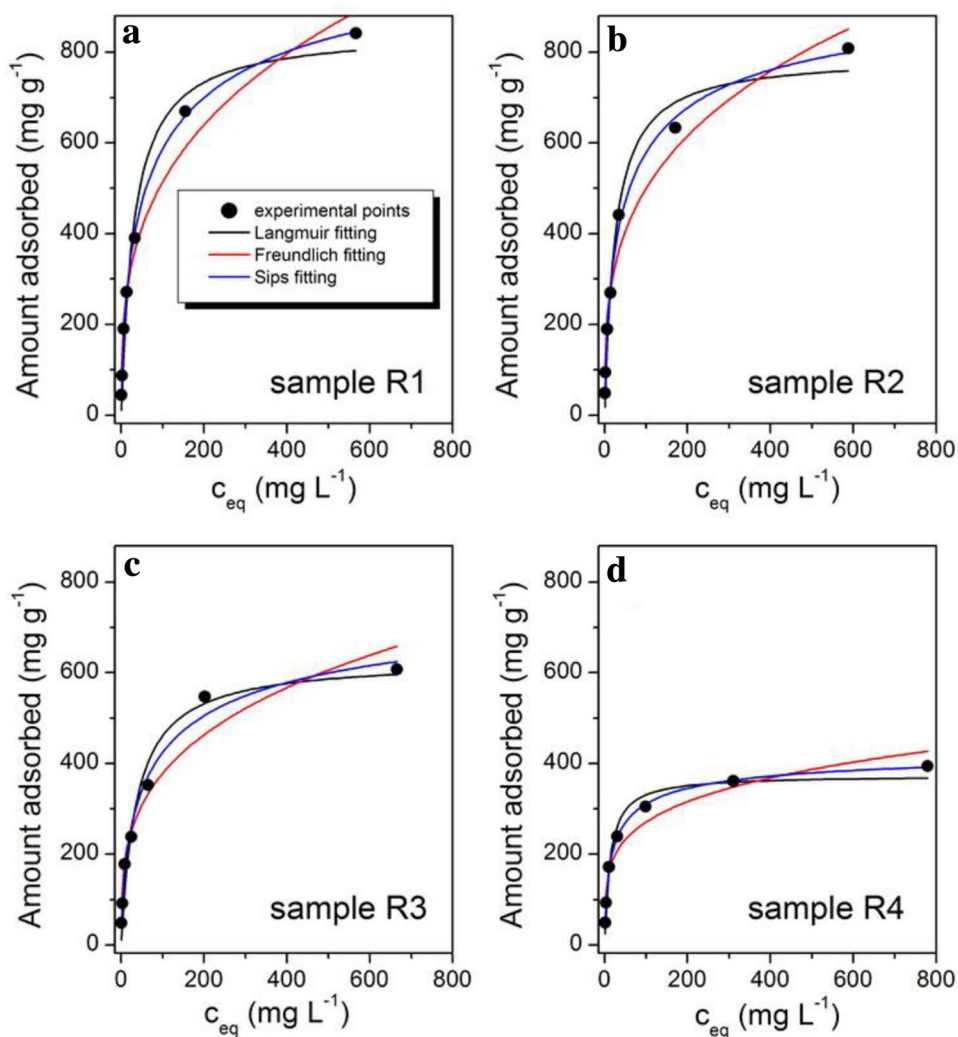 a
Amount adsorbed (mg g⁻¹)
800
600
400
200
0
experimental points
Langmuir fitting
Freundlich fitting
Sips fitting
sample R1
0 200 400 600 800
c_eq (mg L⁻¹)
b
Amount adsorbed (mg g⁻¹)
800
600
400
200
0
sample R2
0 200 400 600 800
c_eq (mg L⁻¹)
c
Amount adsorbed (mg g⁻¹)
800
600
400
200
0
sample R3
0 200 400 600 800
c_eq (mg L⁻¹)
d
Amount adsorbed (mg g⁻¹)
800
600
400
200
0
sample R4
0 200 400 600 800
c_eq (mg L⁻¹)